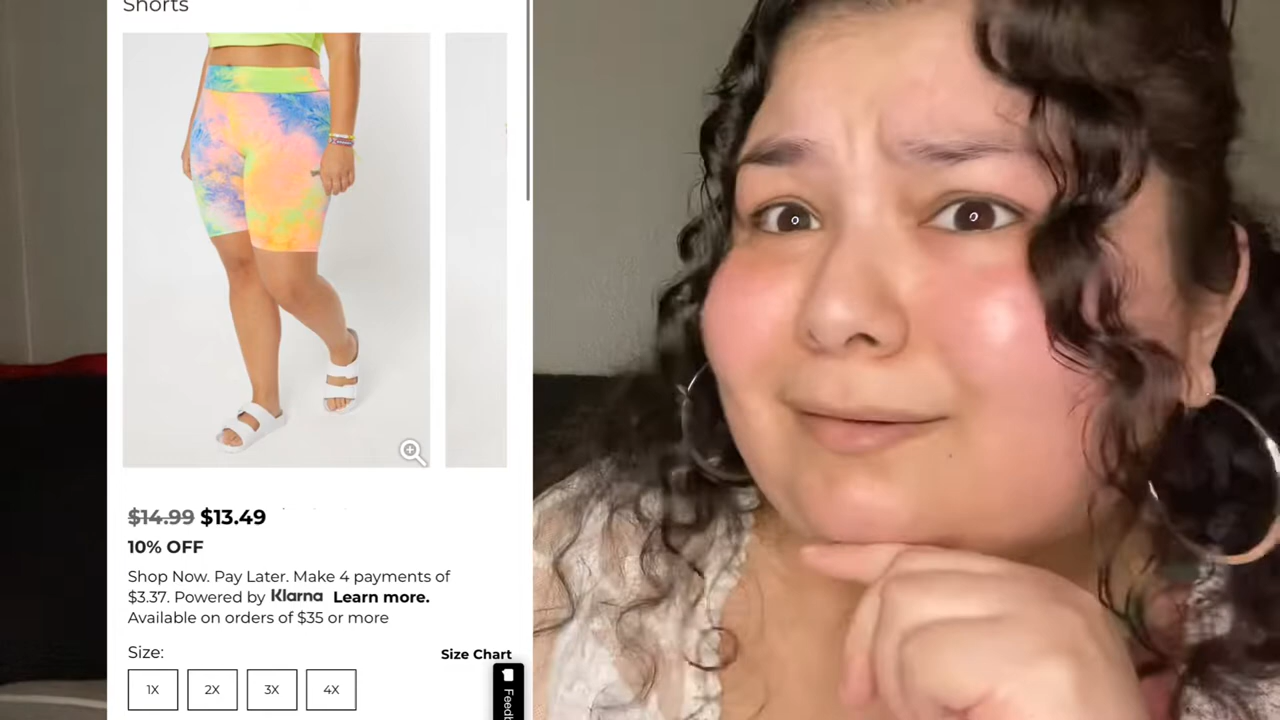 Shorts
$14.99 $13.49
10% OFF
Shop Now. Pay Later. Make 4 payments of
$3.37. Powered by Klarna Learn more.
Available on orders of $35 or more
Size:
Size Chart
1X
2X
3X
4X